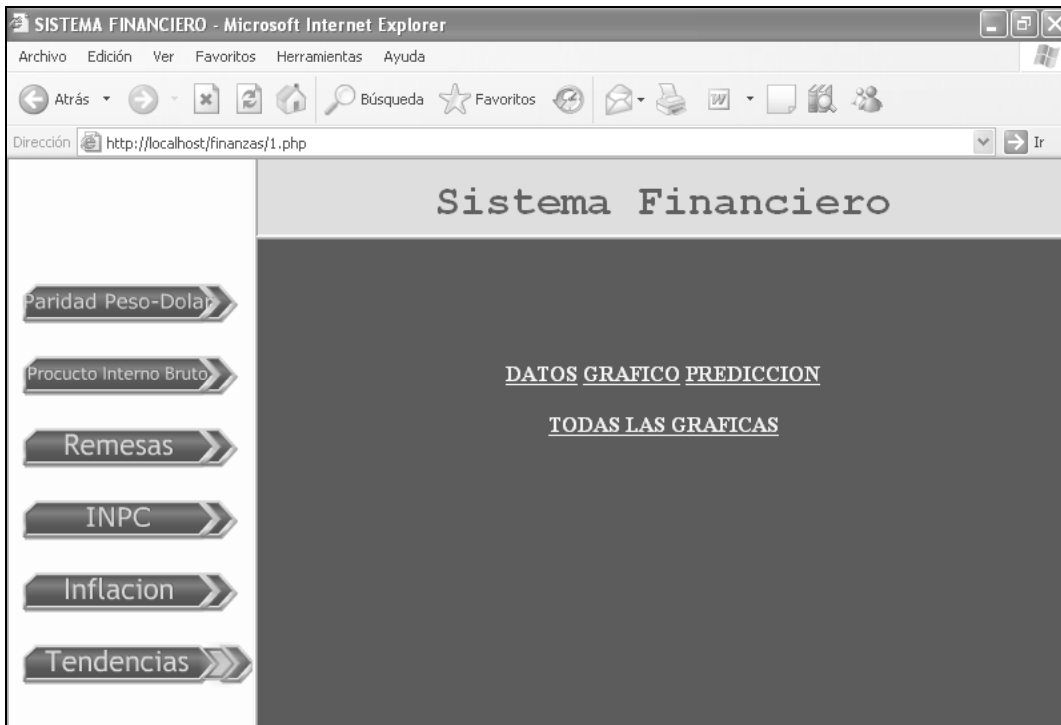 SISTEMA FINANCIERO - Microsoft Internet Explorer
Archivo Edición Ver Favoritos Herramientas Ayuda
Atrás Búsqueda Favoritos
Dirección http://localhost/finanzas/1.php Ir
Sistema Financiero
Paridad Peso-Dolar
Procucto Interno Bruto
Remesas
INPC
Inflacion
Tendencias
DATOS GRAFICO PREDICCION
TODAS LAS GRAFICAS